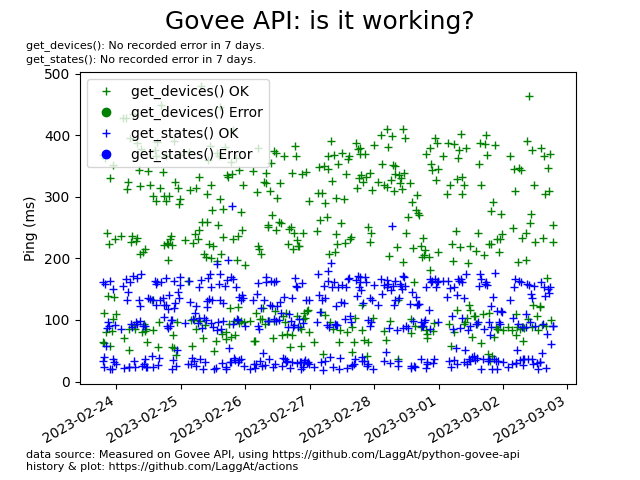 Govee API: is it working?
get_devices(): No recorded error in 7 days.
get_states(): No recorded error in 7 days.
500
400
300
200
100
0
Ping (ms)
get_devices() OK
get_devices() Error
get_states() OK
get_states() Error
2023-02-24
2023-02-25
2023-02-26
2023-02-27
2023-02-28
2023-03-01
2023-03-02
2023-03-03
data source: Measured on Govee API, using https://github.com/LaggAt/python-govee-api
history & plot: https://github.com/LaggAt/actions